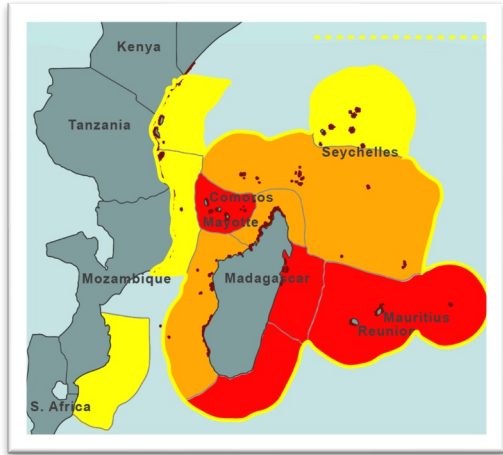 Kenya
Tanzania
Seychelles
Comoros
Mayotte
Mozambique
Madagascar
Mauritius
Reunion
S. Africa